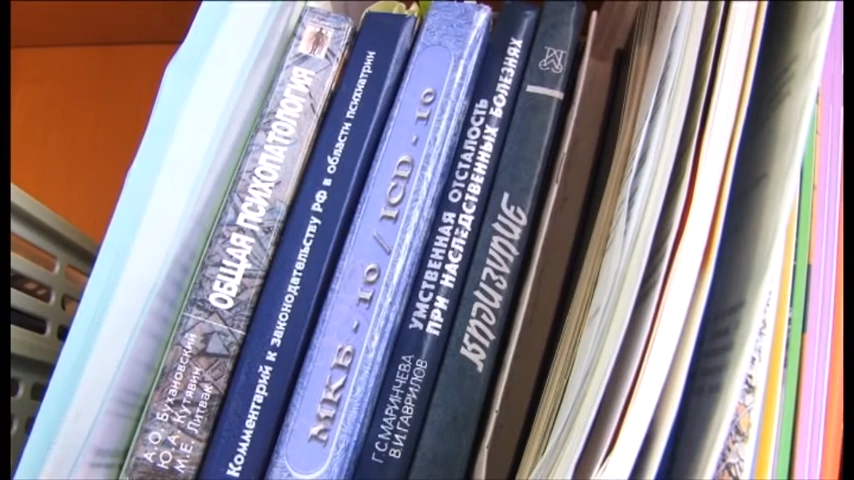 А.О. Бухановский
Ю.А. Кутявин
М.Е. Литвак
ОБЩАЯ ПСИХОПАТОЛОГИЯ
Комментарий к законодательству РФ в области психиатрии
МКБ - 10 / ICD - 10
Г.С. МАРИНЧЕВА
В.И. ГАВРИЛОВ
УМСТВЕННАЯ ОТСТАЛОСТЬ
ПРИ НАСЛЕДСТВЕННЫХ БОЛЕЗНЯХ